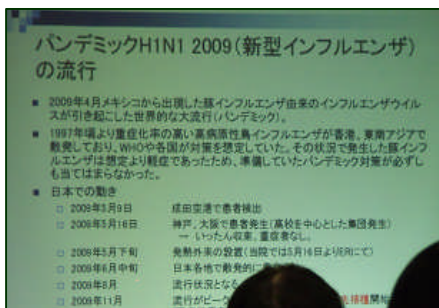 パンデミックH1N1 2009(新型インフルエンザ)
の流行
■ 2009年4月メキシコから出現した豚インフルエンザ由来のインフルエンザウイル
スが引き起こした世界的な大流行(パンデミック)。
■ 1997年頃より重症化率の高い高病原性鳥インフルエンザが香港、東南アジアで
散発しており、WHOや各国が対策を想定していた。その状況で発生した豚インフ
ルエンザは想定より軽症であったため、準備していたパンデミック対策が必ずし
も当てはまらなかった。
■ 日本での動き
□ 2009年5月9日 成田空港で患者検出
□ 2009年5月16日 神戸、大阪で患者発生(高校を中心とした集団発生)
→ いったん収束。重症者なし。
□ 2009年5月下旬 発熱外来の設置(当院では5月16日よりERにて)
□ 2009年6月中旬 日本各地で散発的に
□ 2009年8月 流行状況となる
□ 2009年11月 流行がピーク 接種開始